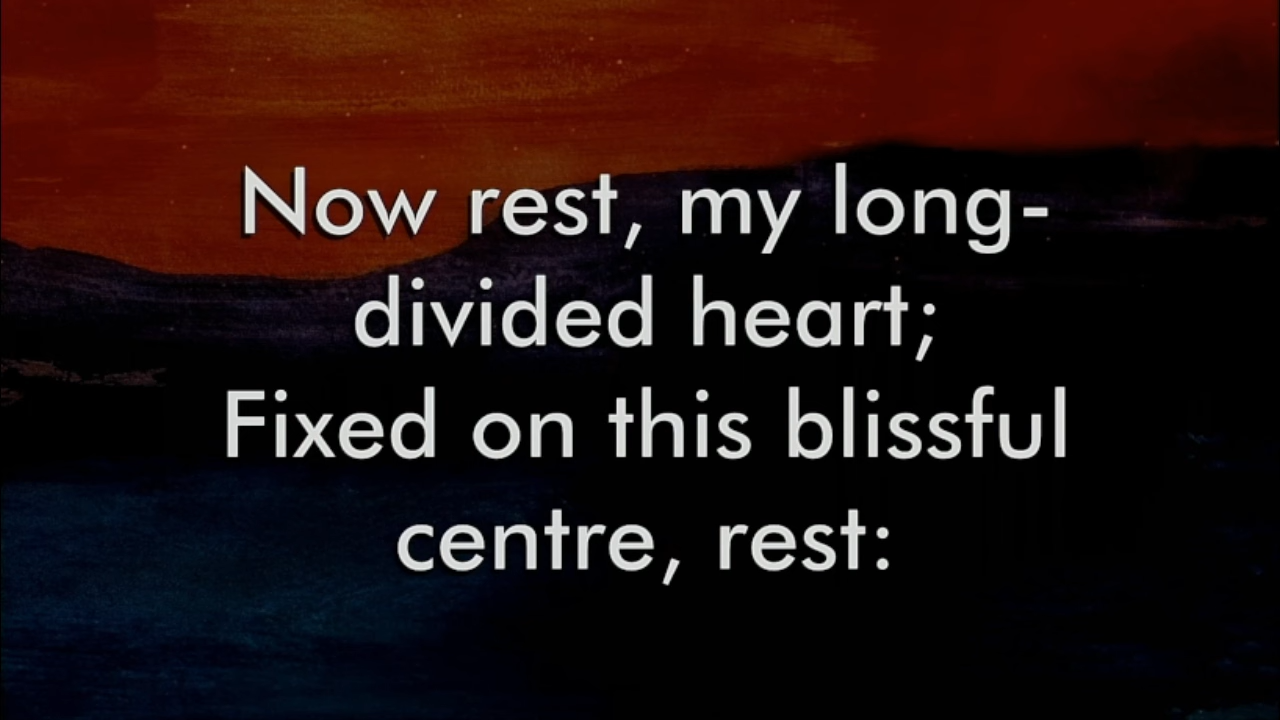 Now rest, my long-
divided heart;
Fixed on this blissful
centre, rest: